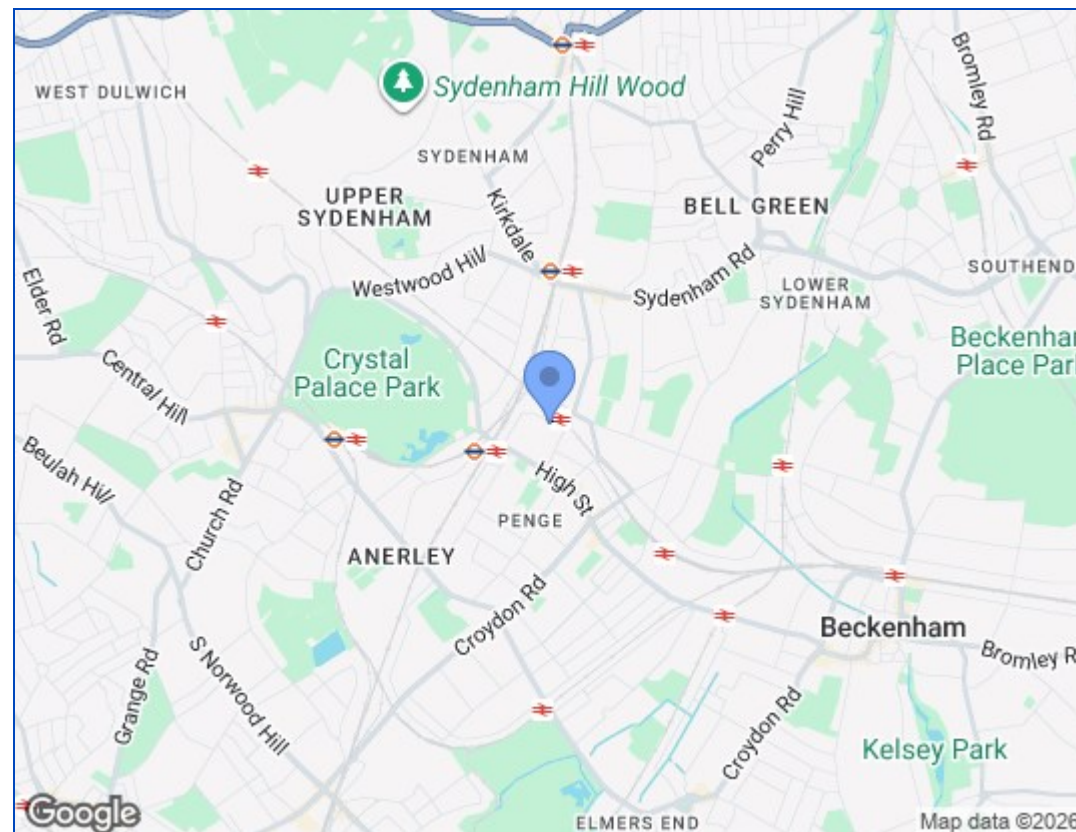 WEST DULWICH
Sydenham Hill Wood
Bromley Rd
Perry Hill
SYDENHAM
UPPER
SYDENHAM
Kirkdale
BELL GREEN
Westwood Hill
Sydenham Rd
SOUTHEND
LOWER
SYDENHAM
Elder Rd
Crystal
Palace Park
Beckenham
Place Park
Central Hill
Beulah Hill
Church Rd
High St
PENGE
ANERLEY
Croydon Rd
Beckenham
Bromley R
Grange Rd
S Norwood Hill
Croydon Rd
Kelsey Park
ELMERS END
Google
Map data ©2026